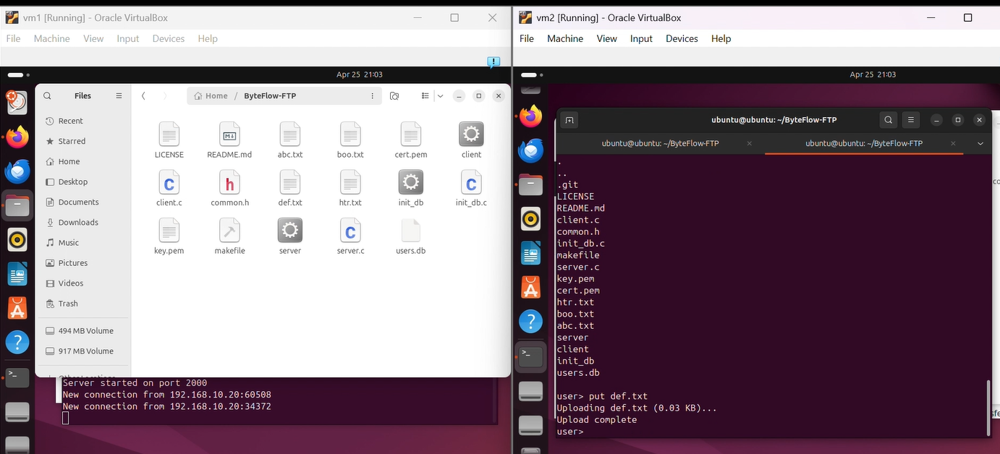 vm1 [Running] - Oracle VirtualBox
File Machine View Input Devices Help
Apr 25 21:03
Files
Home / ByteFlow-FTP
Recent
Starred
Home
Desktop
Documents
Downloads
Music
Pictures
Videos
Trash
494 MB Volume
917 MB Volume
LICENSE README.md abc.txt boo.txt cert.pem client
client.c common.h def.txt htr.txt init_db init_db.c
key.pem makefile server server.c users.db
Server started on port 2000
New connection from 192.168.10.20:60508
New connection from 192.168.10.20:34372
vm2 [Running] - Oracle VirtualBox
File Machine View Input Devices Help
Apr 25 21:03
ubuntu@ubuntu: ~/ByteFlow-FTP
ubuntu@ubuntu: ~/ByteFlow-FTP ubuntu@ubuntu: ~/ByteFlow-FTP
.
..
.git
LICENSE
README.md
client.c
common.h
init_db.c
makefile
server.c
key.pem
cert.pem
htr.txt
boo.txt
abc.txt
server
client
init_db
users.db
user> put def.txt
Uploading def.txt (0.03 KB)...
Upload complete
user>